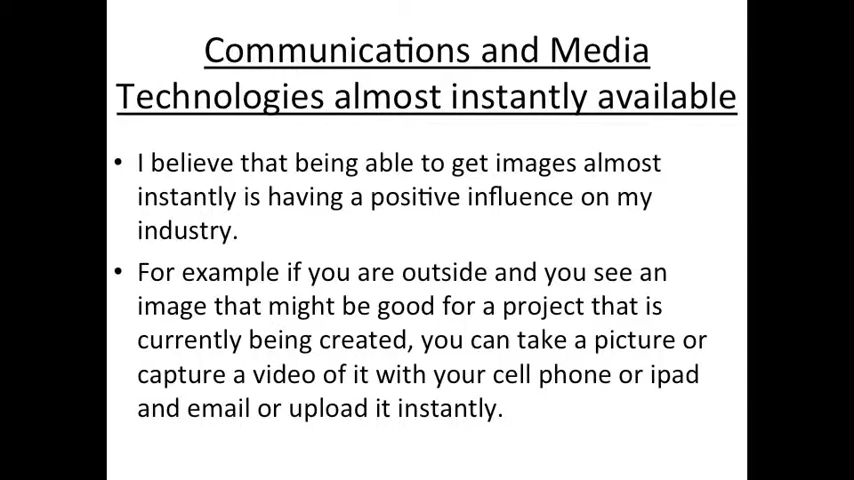 Communications and Media
Technologies almost instantly available
• I believe that being able to get images almost
instantly is having a positive influence on my
industry.
• For example if you are outside and you see an
image that might be good for a project that is
currently being created, you can take a picture or
capture a video of it with your cell phone or ipad
and email or upload it instantly.